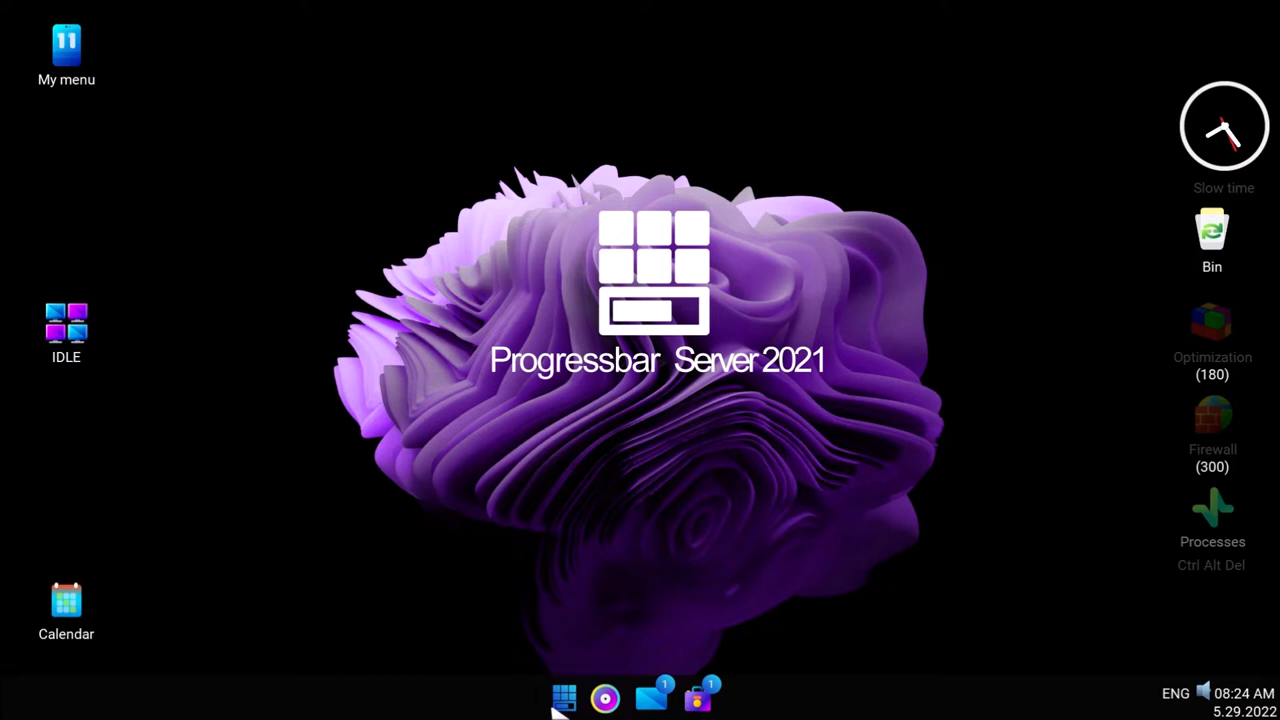 11
My menu
Slow time
Bin
Progressbar Server 2021
IDLE
Optimization
(180)
Firewall
(300)
Processes
Ctrl Alt Del
Calendar
1
1
ENG 08:24 AM
5.29.2022